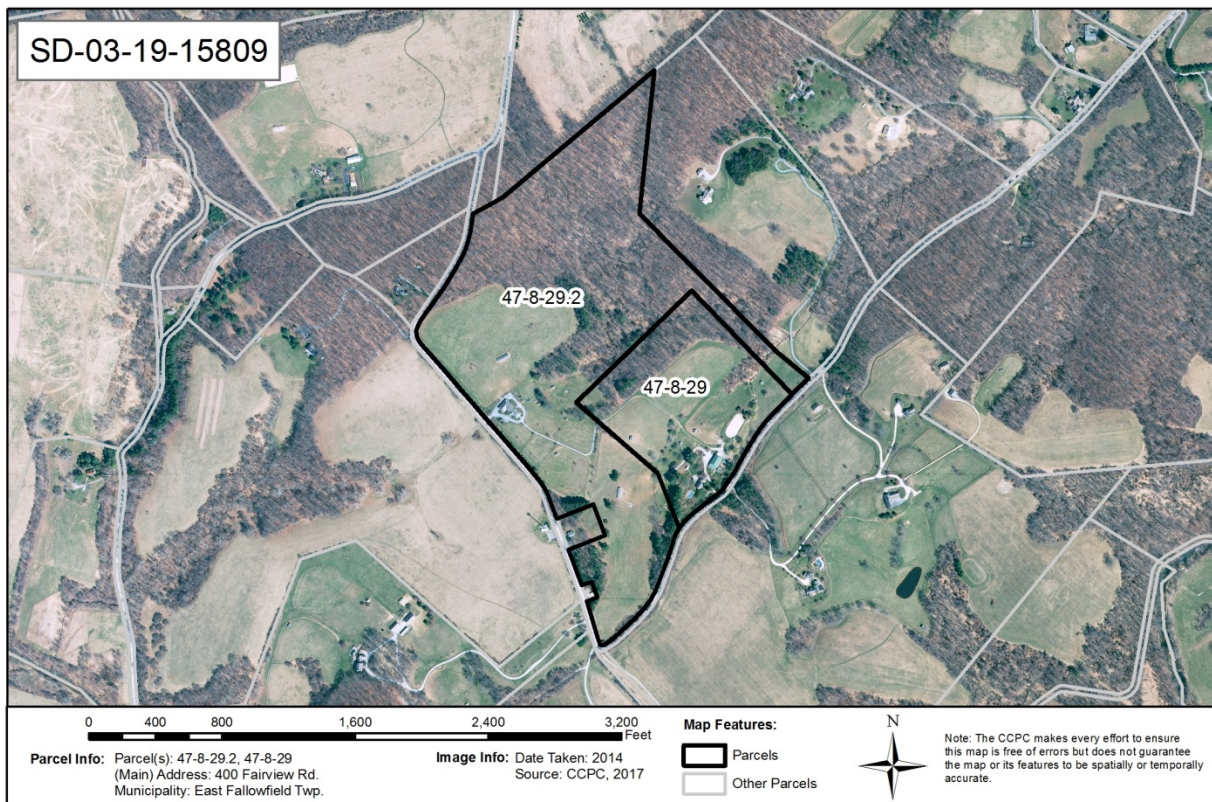 SD-03-19-15809
47-8-29.2
47-8-29
0 400 800 1,600 2,400 3,200
Feet
Parcel Info: Parcel(s): 47-8-29.2, 47-8-29
(Main) Address: 400 Fairview Rd.
Municipality: East Fallowfield Twp.
Image Info: Date Taken: 2014
Source: CCPC, 2017
Map Features:
Parcels
Other Parcels
N
Note: The CCPC makes every effort to ensure
this map is free of errors but does not guarantee
the map or its features to be spatially or temporally
accurate.